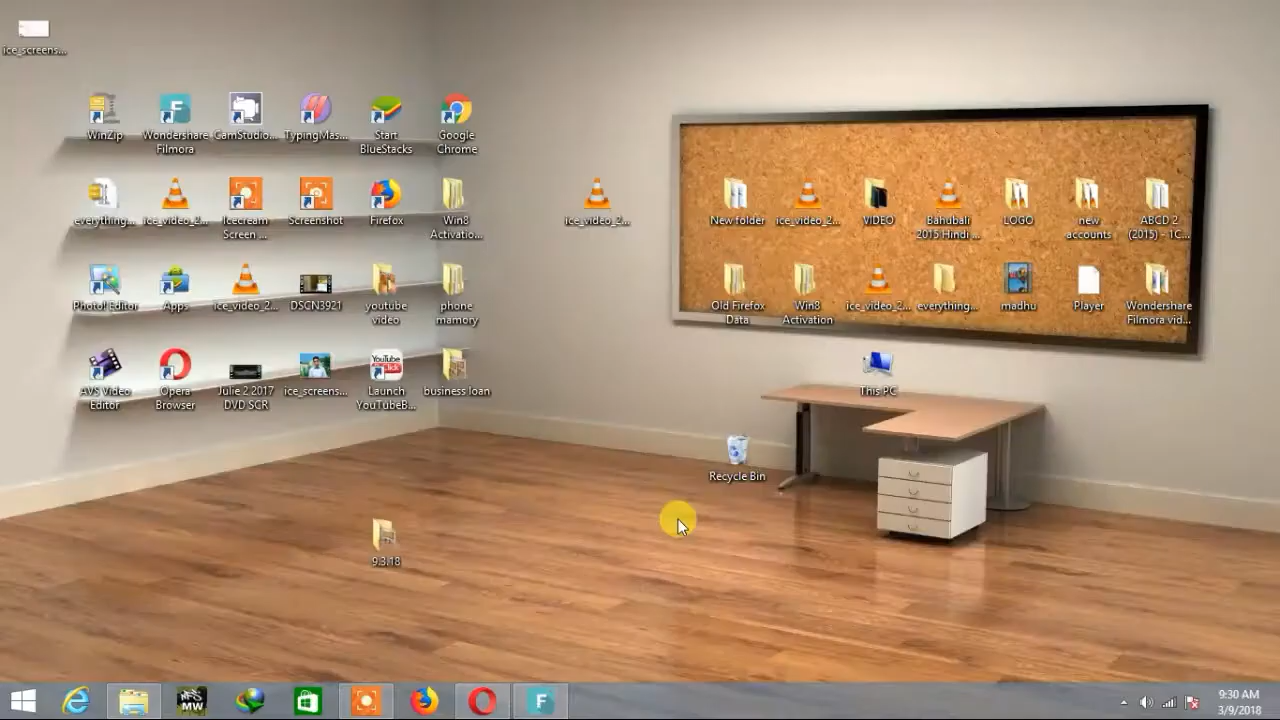 ice_screens...
WinZip
Wondershare
Filmora
CamStudio...
TypingMas...
Start
BlueStacks
Google
Chrome
everything...
ice_video_2...
Icecream
Screen ...
Screenshot
Firefox
Win8
Activatio...
ice_video_2...
New folder
ice_video_2...
VIDEO
Bahubali
2015 Hindi ...
LOGO
new
accounts
ABCD 2
(2015) - 1C...
Photo! Editor
Apps
ice_video_2...
DSCN3921
youtube
video
phone
mamory
Old Firefox
Data
Win8
Activation
ice_video_2...
everything...
madhu
Player
Wondershare
Filmora vid...
AVS Video
Editor
Opera
Browser
Julie 2 2017
DVD SCR
ice_screens...
YouTube
Click
Launch
YouTubeB...
business loan
This PC
Recycle Bin
9.3.18
MW
9:30 AM
3/9/2018